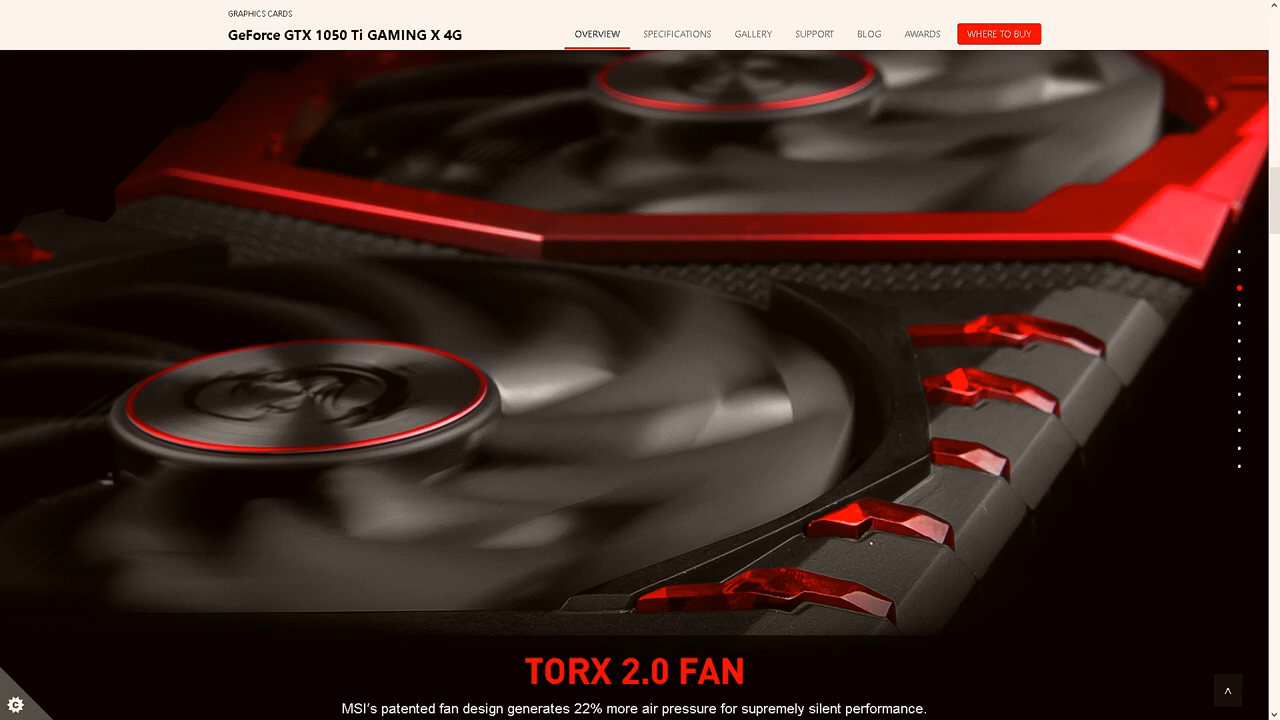 GRAPHICS CARDS
GeForce GTX 1050 Ti GAMING X 4G
OVERVIEW
SPECIFICATIONS
GALLERY
SUPPORT
BLOG
AWARDS
WHERE TO BUY
TORX 2.0 FAN
MSI's patented fan design generates 22% more air pressure for supremely silent performance.